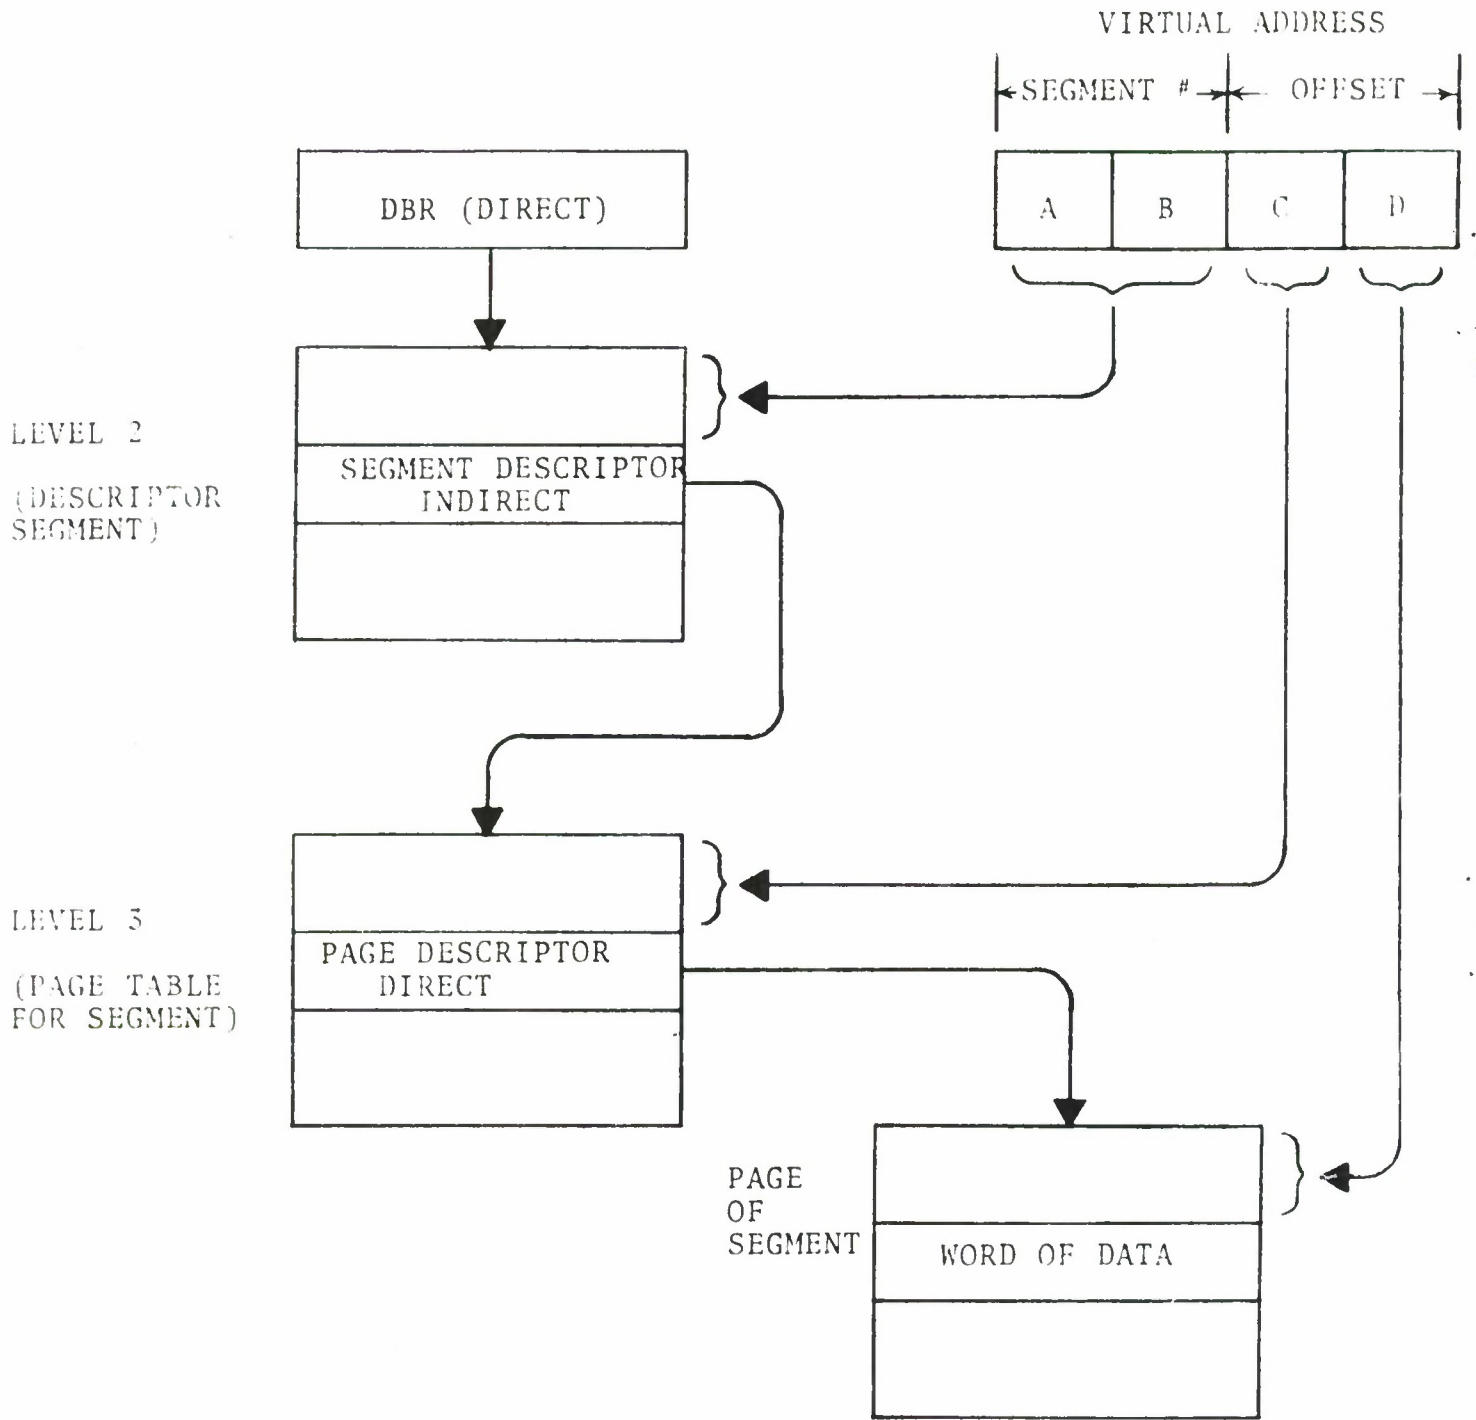 VIRTUAL ADDRESS
SEGMENT # OFFSET
DBR (DIRECT)
A B C D
LEVEL 2
(DESCRIPTOR
SEGMENT)
SEGMENT DESCRIPTOR
INDIRECT
LEVEL 3
(PAGE TABLE
FOR SEGMENT)
PAGE DESCRIPTOR
DIRECT
PAGE
OF
SEGMENT
WORD OF DATA